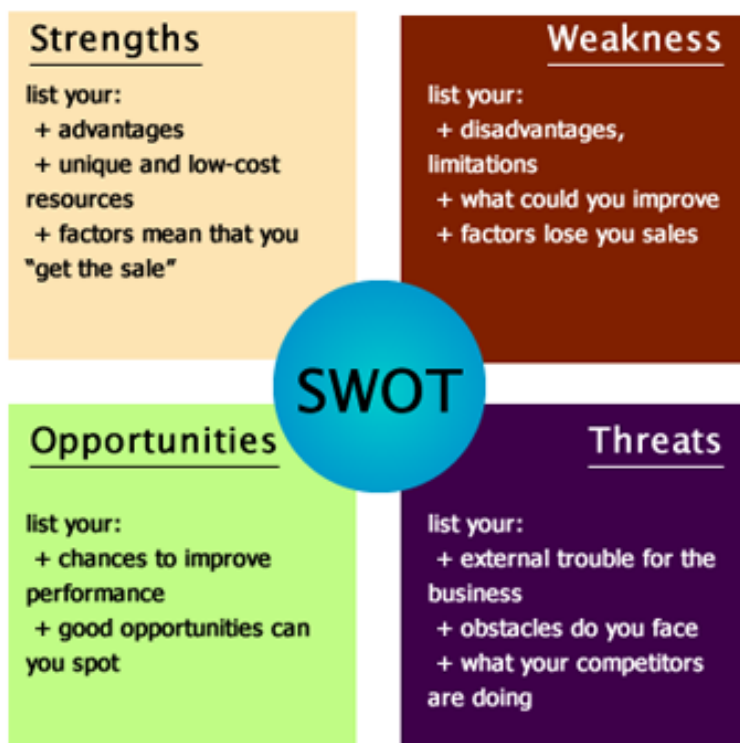 Strengths
list your:
+ advantages
+ unique and low-cost
resources
+ factors mean that you
“get the sale”
Weakness
list your:
+ disadvantages,
limitations
+ what could you improve
+ factors lose you sales
SWOT
Opportunities
list your:
+ chances to improve
performance
+ good opportunities can
you spot
Threats
list your:
+ external trouble for the
business
+ obstacles do you face
+ what your competitors
are doing